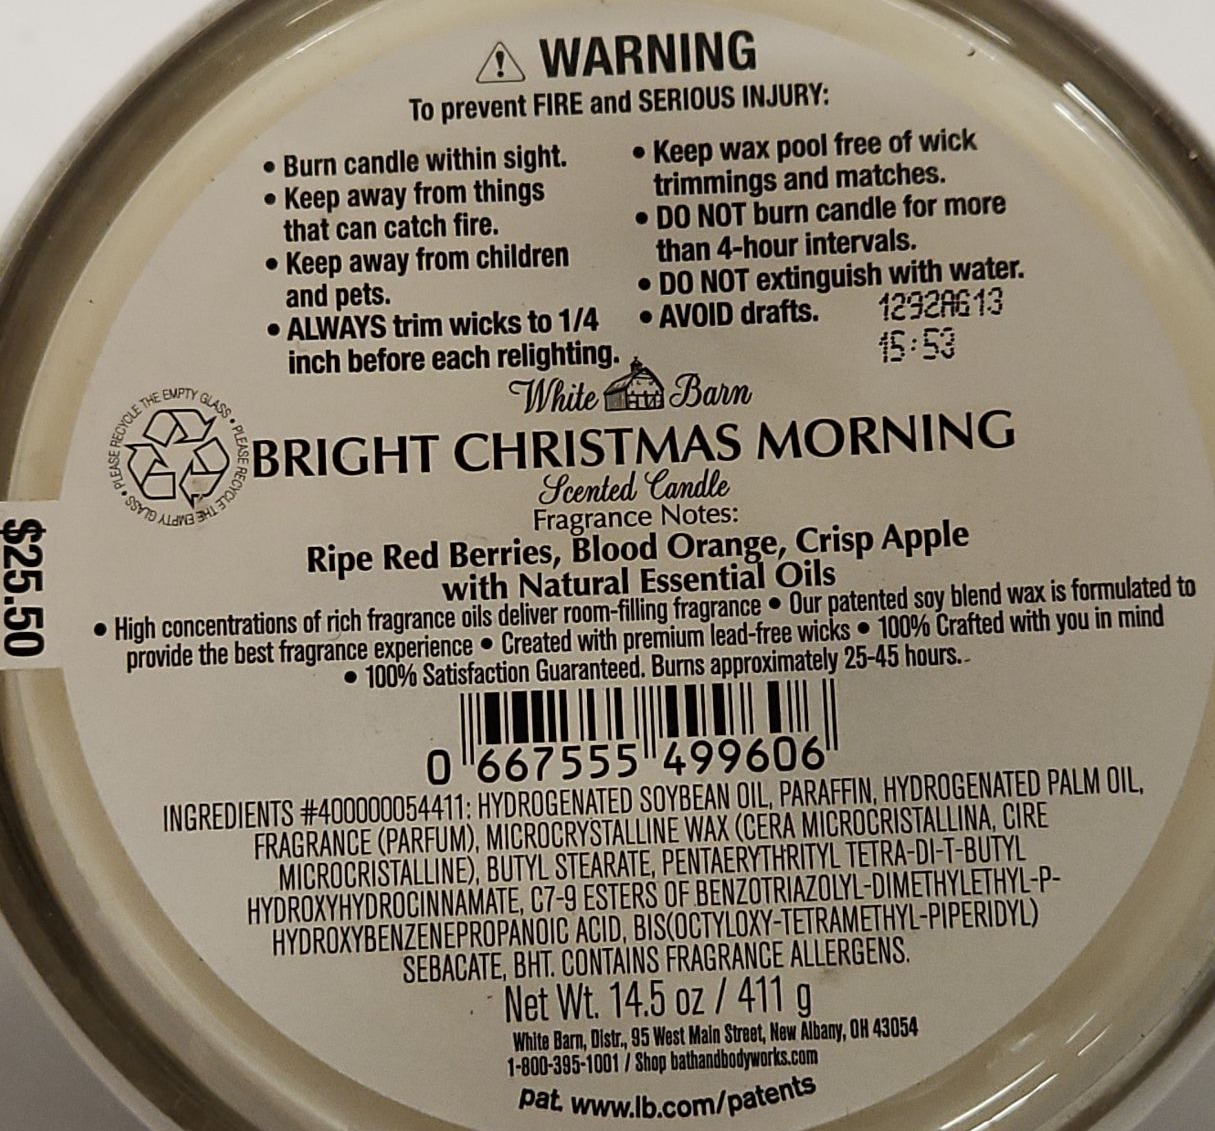 WARNING
To prevent FIRE and SERIOUS INJURY:
• Burn candle within sight.
• Keep away from things
that can catch fire.
• Keep away from children
and pets.
• ALWAYS trim wicks to 1/4
inch before each relighting.
• Keep wax pool free of wick
trimmings and matches.
• DO NOT burn candle for more
than 4-hour intervals.
• DO NOT extinguish with water.
• AVOID drafts.
1292AG13
15:53
White Barn
PLEASE RECYCLE THE EMPTY GLASS • PLEASE RECYCLE THE EMPTY GLASS •
BRIGHT CHRISTMAS MORNING
Scented Candle
Fragrance Notes:
Ripe Red Berries, Blood Orange, Crisp Apple
with Natural Essential Oils
• High concentrations of rich fragrance oils deliver room-filling fragrance • Our patented soy blend wax is formulated to
provide the best fragrance experience • Created with premium lead-free wicks • 100% Crafted with you in mind
• 100% Satisfaction Guaranteed. Burns approximately 25-45 hours.
$25.50
0 667555 499606
INGREDIENTS #400000054411: HYDROGENATED SOYBEAN OIL, PARAFFIN, HYDROGENATED PALM OIL,
FRAGRANCE (PARFUM), MICROCRYSTALLINE WAX (CERA MICROCRISTALLINA, CIRE
MICROCRISTALLINE), BUTYL STEARATE, PENTAERYTHRITYL TETRA-DI-T-BUTYL
HYDROXYHYDROCINNAMATE, C7-9 ESTERS OF BENZOTRIAZOLYL-DIMETHYLETHYL-P-
HYDROXYBENZENEPROPANOIC ACID, BIS(OCTYLOXY-TETRAMETHYL-PIPERIDYL)
SEBACATE, BHT. CONTAINS FRAGRANCE ALLERGENS.
Net Wt. 14.5 oz / 411 g
White Barn, Distr., 95 West Main Street, New Albany, OH 43054
1-800-395-1001 / Shop bathandbodyworks.com
pat. www.lb.com/patents